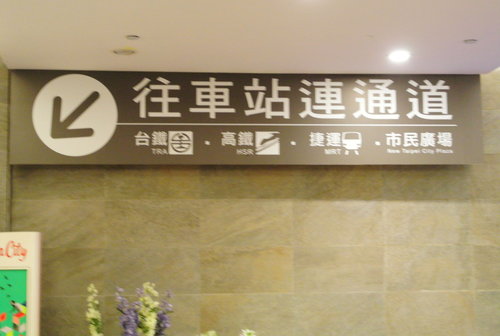 往車站連通道
台鐵 . 高鐵 . 捷運 . 市民廣場
TRA HSR MRT New Taipei City Plaza
City